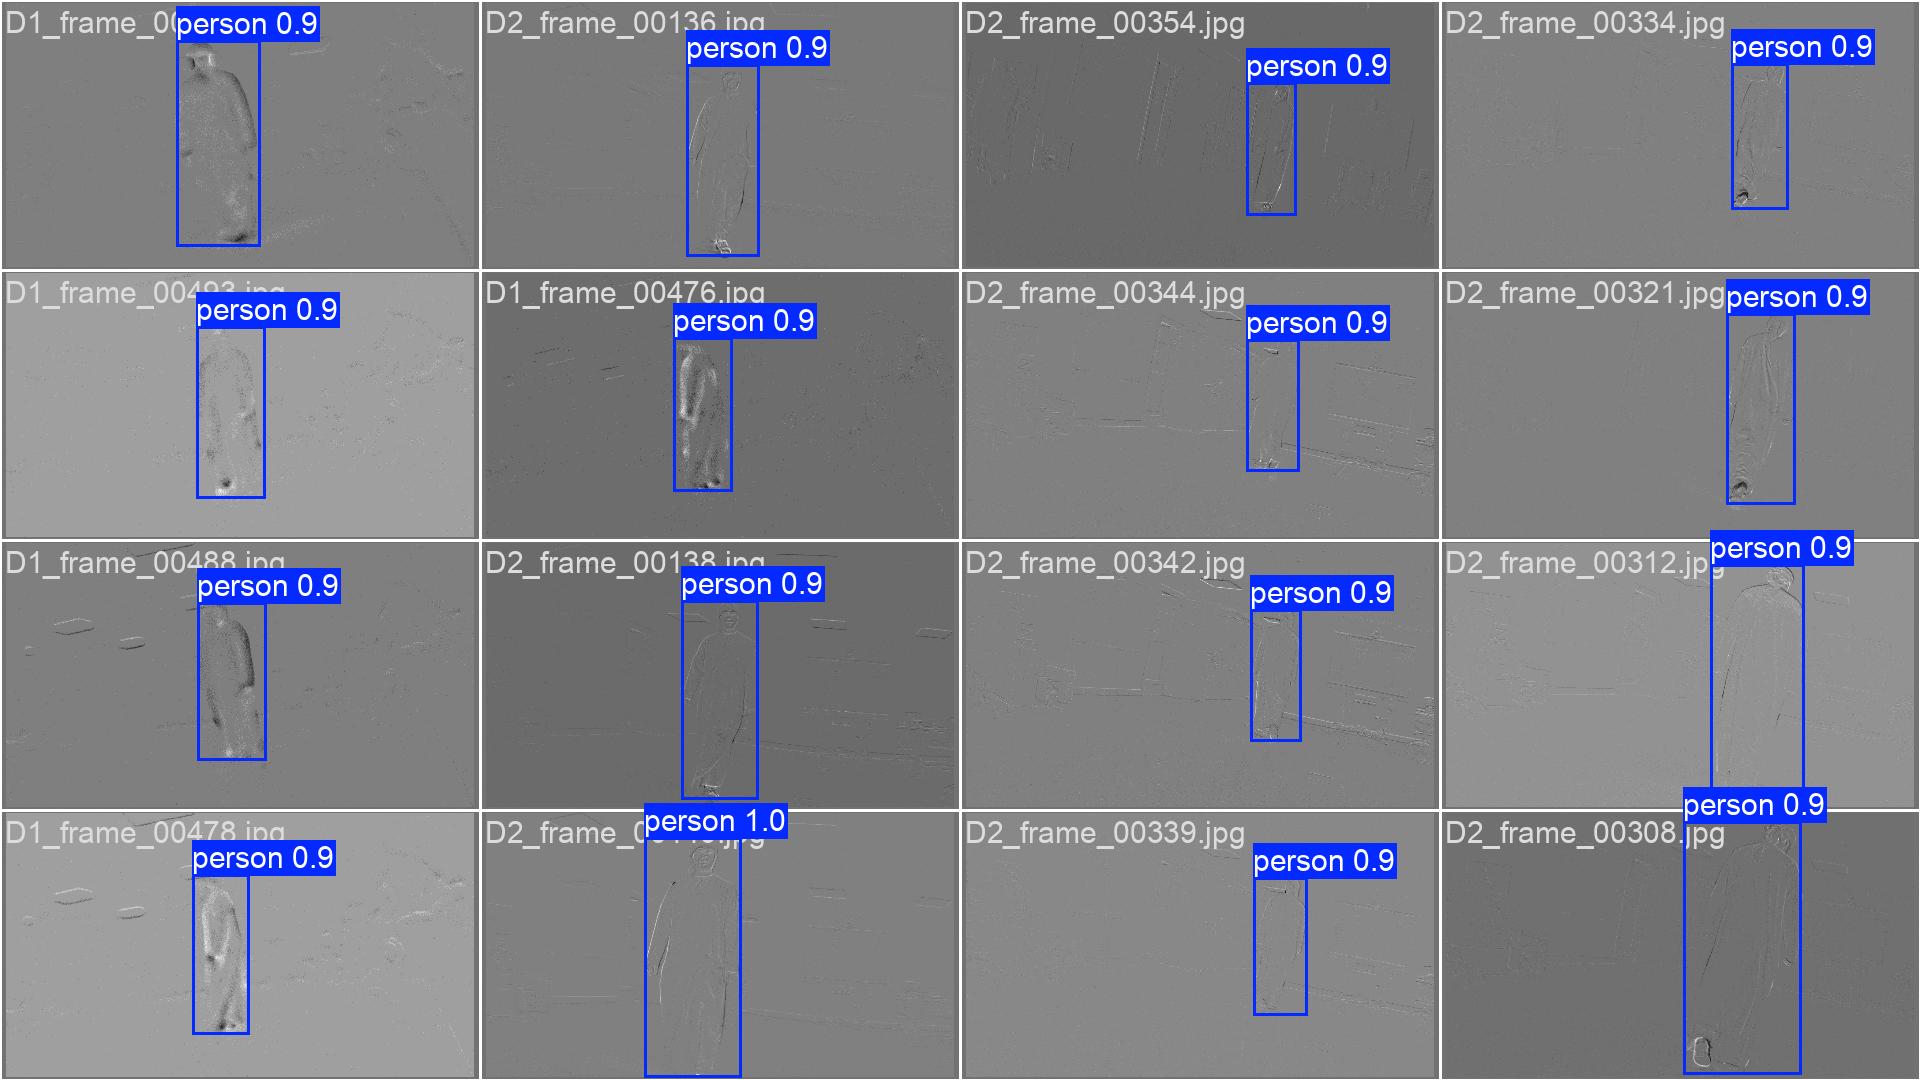 D1_frame_00
person 0.9
D2_frame_00136.jpg
person 0.9
D2_frame_00354.jpg
person 0.9
D2_frame_00334.jpg
person 0.9
D1_frame_00493.jpg
person 0.9
D1_frame_00476.jpg
person 0.9
D2_frame_00344.jpg
person 0.9
D2_frame_00321.jpg
person 0.9
D1_frame_00488.jpg
person 0.9
D2_frame_00138.jpg
person 0.9
D2_frame_00342.jpg
person 0.9
D2_frame_00312.jpg
person 0.9
D1_frame_00478.jpg
person 0.9
D2_frame_0
person 1.0
D2_frame_00339.jpg
person 0.9
D2_frame_00308.jpg
person 0.9